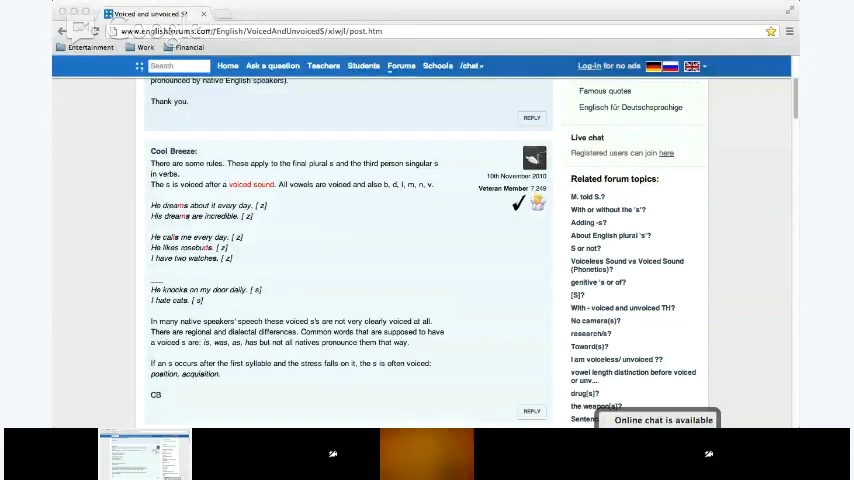 Voiced and unvoiced S?
www.englishforums.com/English/VoicedAndUnvoicedS/xlwjl/post.htm
Entertainment Work Financial
Search Home Ask a question Teachers Students Forums Schools /chat» Log-in for no ads
pronounced by native English speakers).
Thank you.
REPLY
Cool Breeze:
There are some rules. These apply to the final plural s and the third person singular s
in verbs.
The s is voiced after a voiced sound. All vowels are voiced and also b, d, l, m, n, v.
He dreams about it every day. [ z]
His dreams are incredible. [ z]
He calls me every day. [ z]
He likes rosebuds. [ z]
I have two watches. [ z]
He knocks on my door daily. [ s]
I hate cats. [ s]
In many native speakers' speech these voiced s's are not very clearly voiced at all.
There are regional and dialectal differences. Common words that are supposed to have
a voiced s are: is, was, as, has but not all natives pronounce them that way.
If an s occurs after the first syllable and the stress falls on it, the s is often voiced:
position, acquisition.
CB
REPLY
10th November 2010
Veteran Member 7,249
Famous quotes
Englisch für Deutschsprachige
Live chat
Registered users can join here
Related forum topics:
M. told S.?
With or without the 's'?
Adding -s?
About English plural 's'?
S or not?
Voiceless Sound vs Voiced Sound
(Phonetics)?
genitive 's or of?
[S]?
With - voiced and unvoiced TH?
No camera(s)?
research/s?
Toward(s)?
I am voiceless/ unvoiced ??
vowel length distinction before voiced
or unv....
drug(s)?
the weapon(s)?
Sentenc
Online chat is available